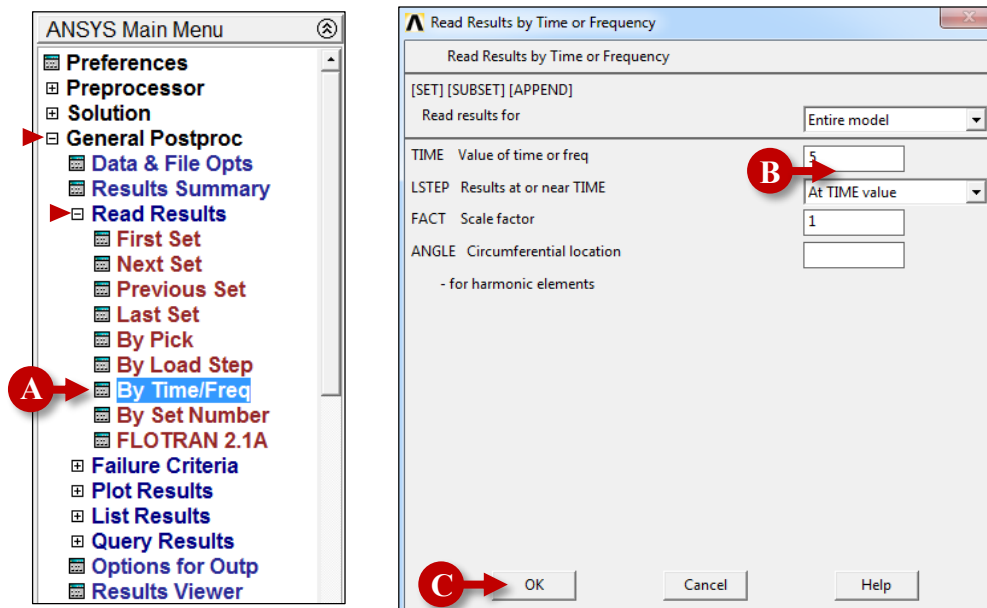 ANSYS Main Menu
Preferences
Preprocessor
Solution
General Postproc
Data & File Opts
Results Summary
Read Results
First Set
Next Set
Previous Set
Last Set
By Pick
By Load Step
A
By Time/Freq
By Set Number
FLOTRAN 2.1A
Failure Criteria
Plot Results
List Results
Query Results
Options for Outp
Results Viewer
Read Results by Time or Frequency
Read Results by Time or Frequency
[SET] [SUBSET] [APPEND]
Read results for Entire model
TIME Value of time or freq 5
B
LSTEP Results at or near TIME At TIME value
FACT Scale factor 1
ANGLE Circumferential location
- for harmonic elements
C
OK Cancel Help